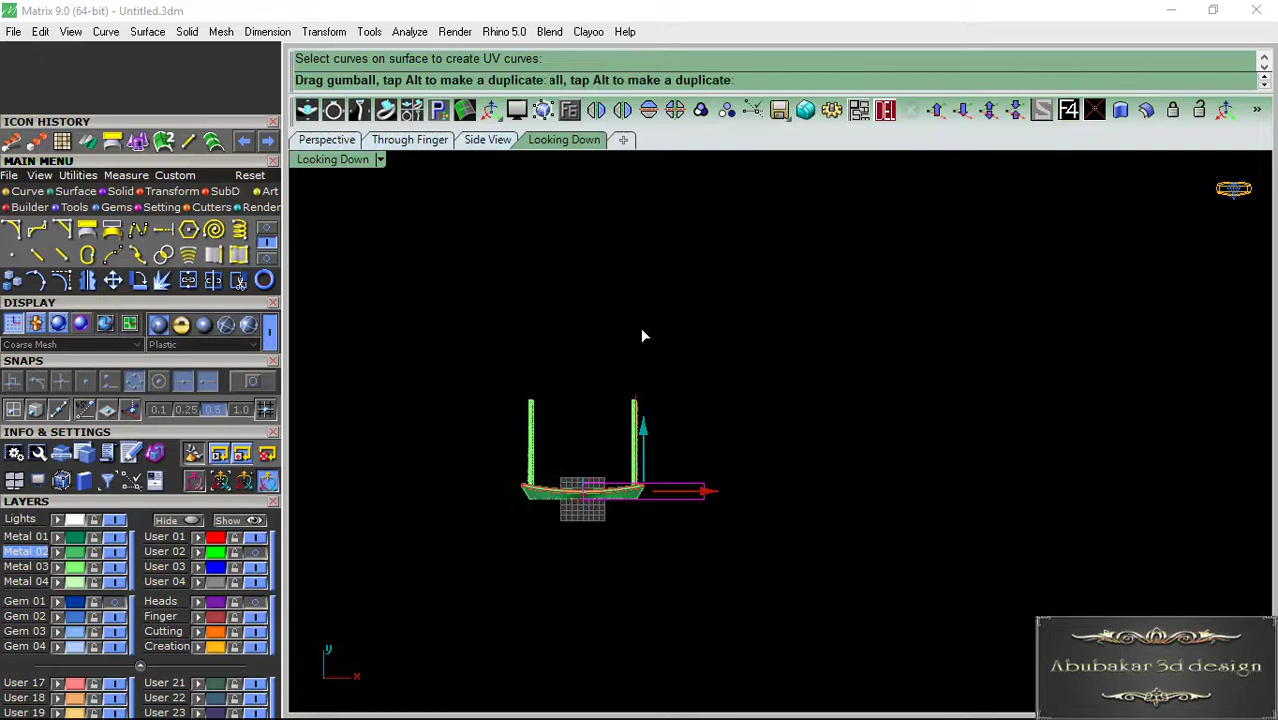 Matrix 9.0 (64-bit) - Untitled.3dm
File Edit View Curve Surface Solid Mesh Dimension Transform Tools Analyze Render Rhino 5.0 Blend Clayoo Help
Select curves on surface to create UV curves:
Drag gumball, tap Alt to make a duplicate: all, tap Alt to make a duplicate:
F4
ICON HISTORY
Perspective Through Finger Side View Looking Down
Looking Down
MAIN MENU
File View Utilities Measure Custom Reset
Curve Surface Solid Transform SubD Art
Builder Tools Gems Setting Cutters Render
DISPLAY
Coarse Mesh Plastic
SNAPS
0.1 0.25 0.5 1.0
INFO & SETTINGS
LAYERS
Lights Hide Show
Metal 01 User 01
Metal 02 User 02
Metal 03 User 03
Metal 04 User 04
Gem 01 Heads
Gem 02 Finger
Gem 03 Cutting
Gem 04 Creation
User 17 User 21
User 18 User 22
User 19 User 23
y
x
Abubakar 3d design